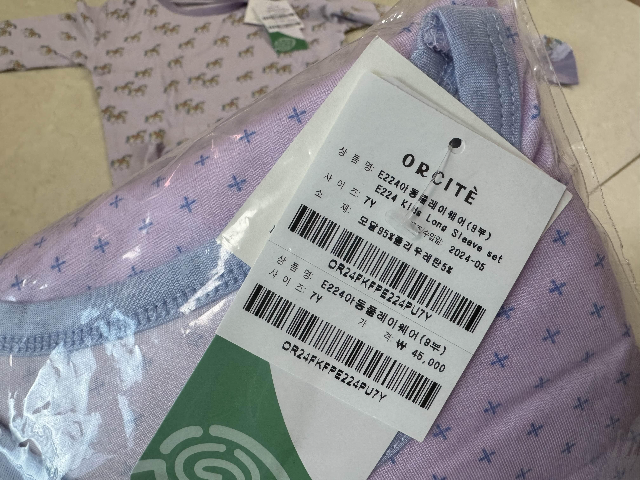 ORCITÈ
상 품 명: E224아동플레이웨어(9부)
E224 Kids Long Sleeve set
사 이 즈: 7Y
2024-05
소 재: 모달95%폴리우레탄5%
OR24FKFPE224PU7Y
상 품 명: E224아동플레이웨어(9부)
사 이 즈: 7Y
가 격: ₩ 45,000
OR24FKFPE224PU7Y